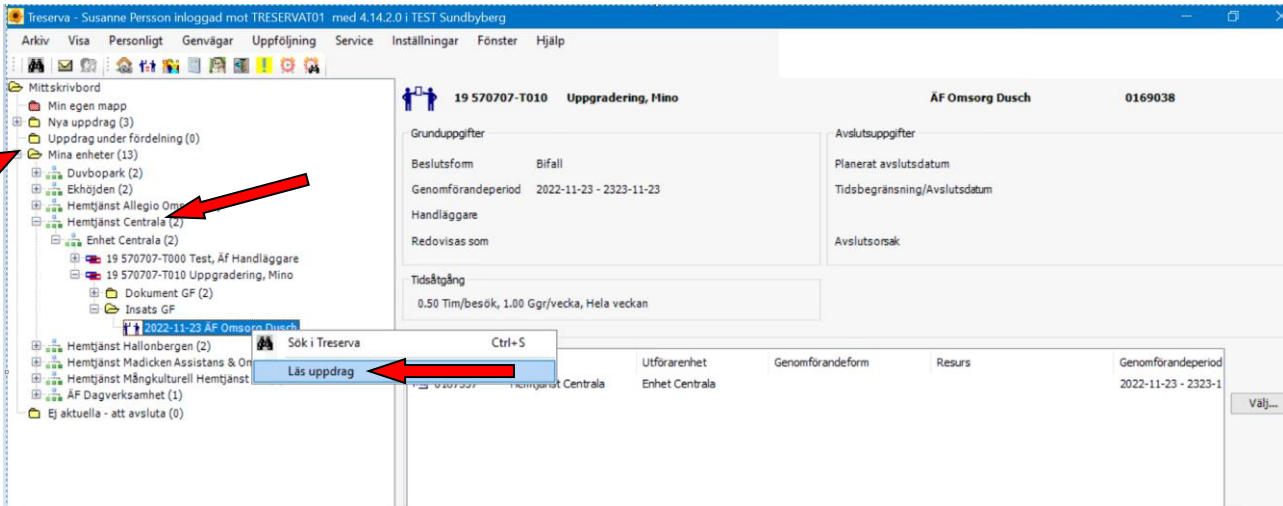 Treserva - Susanne Persson inloggad mot TRESERVAT01 med 4.14.2.0 i TEST Sundbyberg
Arkiv Visa Personligt Genvägar Uppföljning Service Inställningar Fönster Hjälp
Mittskrivbord
Min egen mapp
Nya uppdrag (3)
Uppdrag under fördelning (0)
Mina enheter (13)
Duvbopark (2)
Ekhöjden (2)
Hemtjänst Allegio
Hemtjänst Centrala (2)
Enhet Centrala (2)
19 570707-T000 Test, Äf Handläggare
19 570707-T010 Uppgradering, Mino
Dokument GF (2)
Insats GF
2022-11-23 ÄF Omsorg Dusch
Hemtjänst Hallonbergen (2)
Hemtjänst Madicken Assistans &
Hemtjänst Mångkulturell Hemtjänst
ÄF Dagverksamhet (1)
Ej aktuella - att avsluta (0)
Sök i Treserva Ctrl+S
Läs uppdrag
19 570707-T010 Uppgradering, Mino ÄF Omsorg Dusch 0169038
Grunduppgifter
Beslutsform Bifall
Genomförandeperiod 2022-11-23 - 2323-11-23
Handläggare
Redovisas som
Avslutsuppgifter
Planerat avslutsdatum
Tidsbegränsning/Avslutsdatum
Avslutsorsak
Tidsåtgång
0.50 Tim/besök, 1.00 Ggr/vecka, Hela veckan
Utförarenhet Genomförandeform Resurs Genomförandeperiod
Centrala Enhet Centrala 2022-11-23 - 2323-1
Välj...